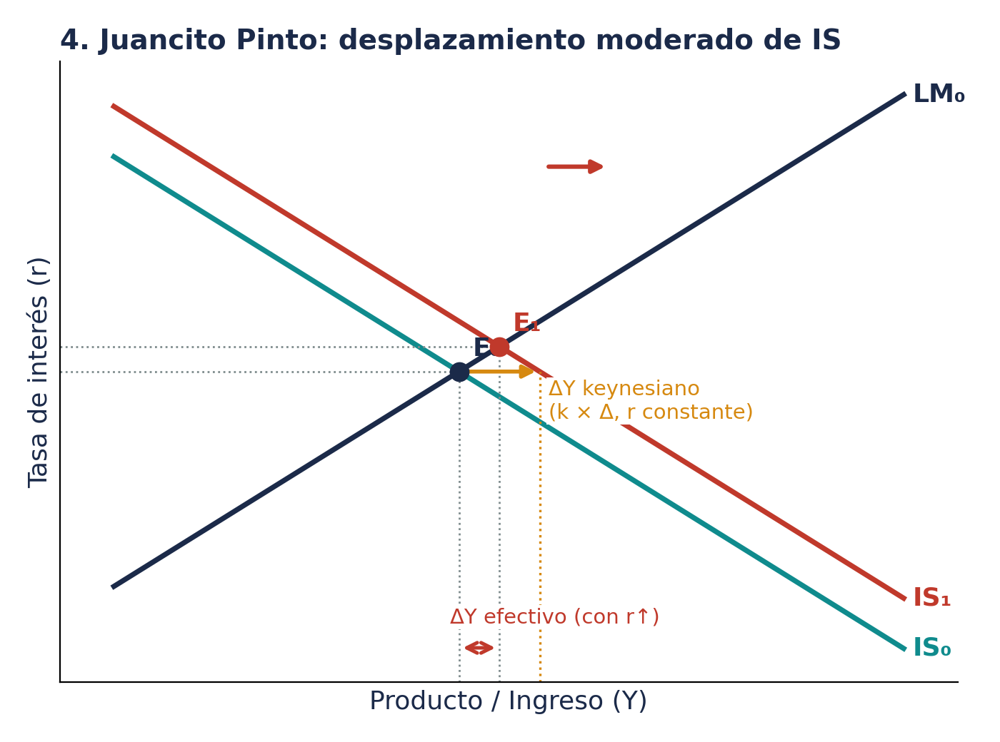 4. Juancito Pinto: desplazamiento moderado de IS
LM₀
Tasa de interés (r)
E₁
E
ΔY keynesiano
(k × Δ, r constante)
IS₁
ΔY efectivo (con r↑)
IS₀
Producto / Ingreso (Y)